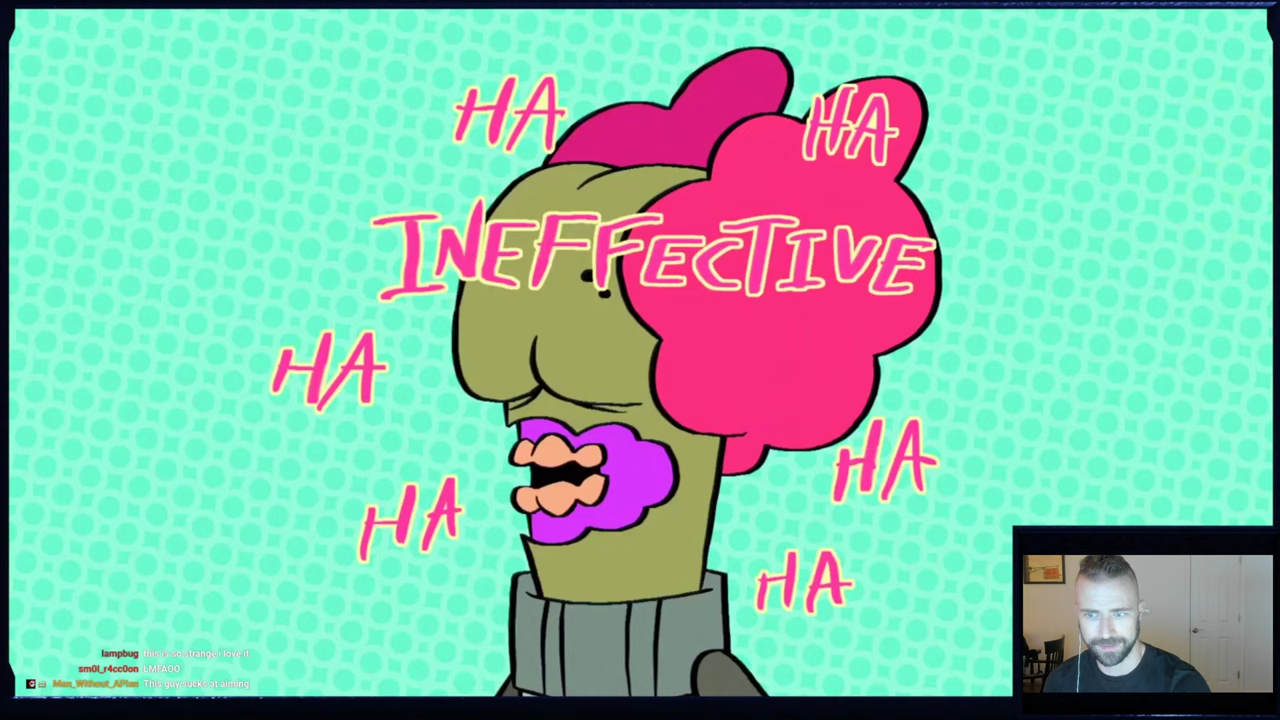 HA
HA
INEFFECTIVE
HA
HA
HA
HA
lampbug this is so strange i love it
sm0l_r4cc0on LMFAOO
Man_Without_APlan This guy sucks at aiming